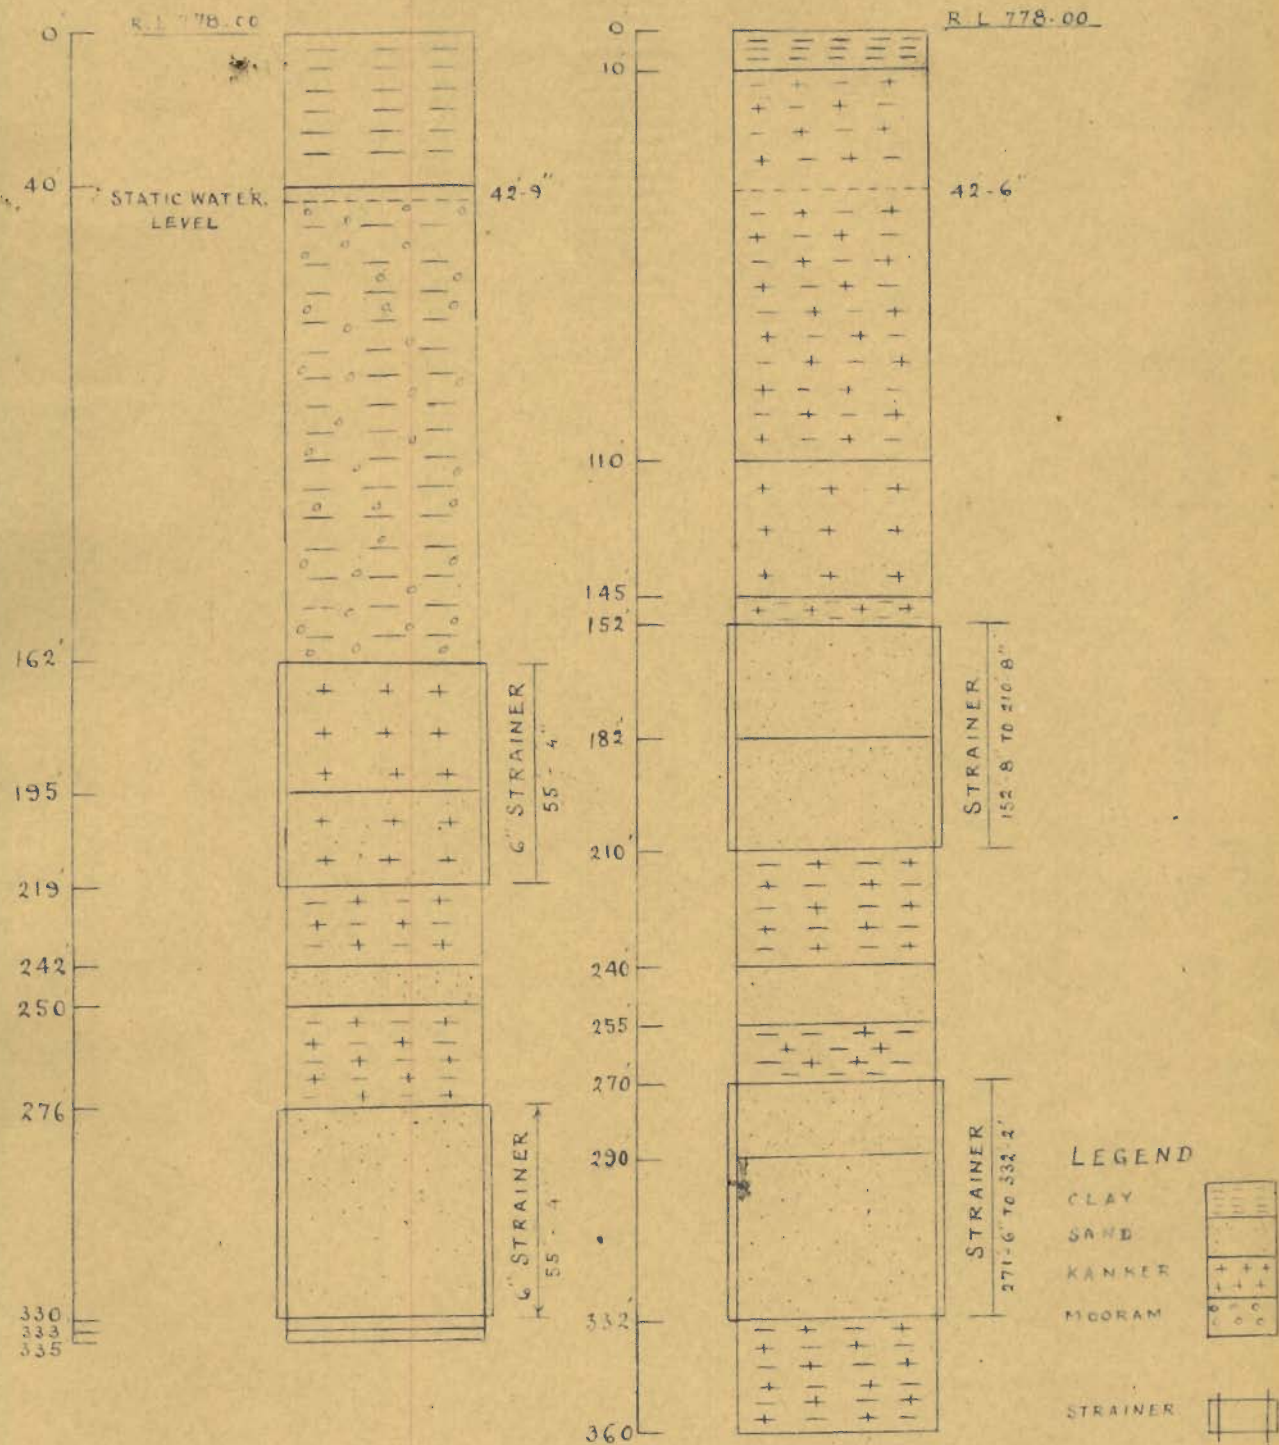 R.L 778.00
0
40'
STATIC WATER.
LEVEL
42'-9"
162'
195
219'
242'
250'
276
330
333
335
6" STRAINER
55'-4"
6" STRAINER
55'-4"
R L 778.00
0
10
42-6"
110'
145
152'
182'
210'
240'
255
270'
290'
332'
360'
STRAINER
152-8 TO 210-8"
STRAINER
271-6" TO 332-2'
LEGEND
CLAY
SAND
KANKER
MOORAM
STRAINER